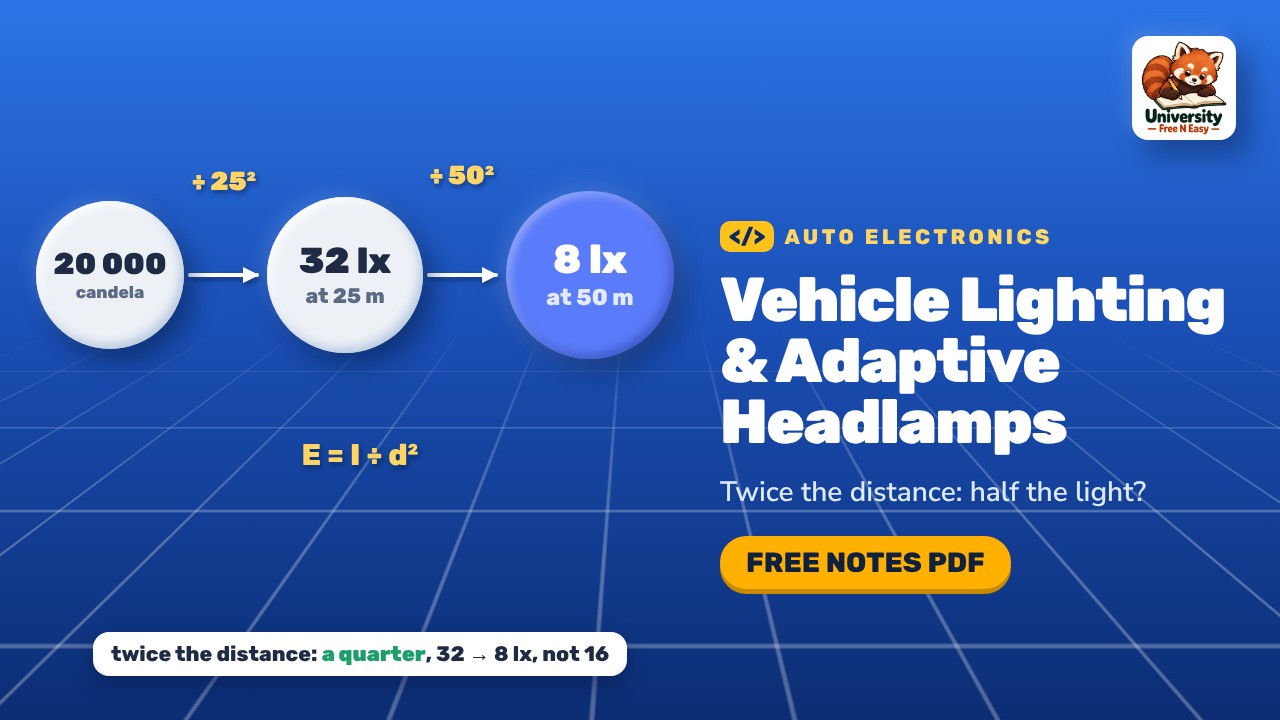 University
Free N Easy
÷ 25²
÷ 50²
20 000
candela
32 lx
at 25 m
8 lx
at 50 m
E = I ÷ d²
twice the distance: a quarter, 32 → 8 lx, not 16
</> AUTO ELECTRONICS
Vehicle Lighting
& Adaptive
Headlamps
Twice the distance: half the light?
FREE NOTES PDF